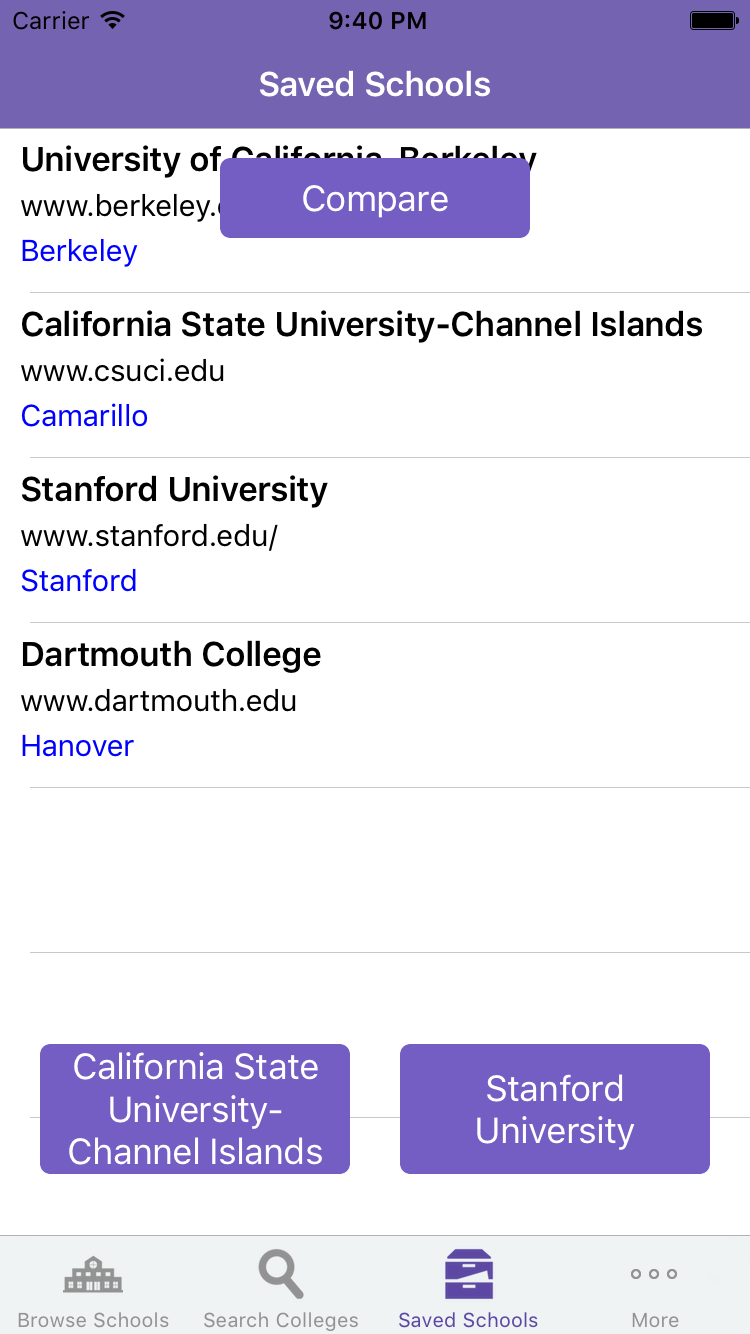 Carrier 9:40 PM
Saved Schools
University of California, Berkeley
www.berkeley.
Compare
Berkeley
California State University-Channel Islands
www.csuci.edu
Camarillo
Stanford University
www.stanford.edu/
Stanford
Dartmouth College
www.dartmouth.edu
Hanover
California State
University-
Channel Islands
Stanford
University
Browse Schools Search Colleges Saved Schools More